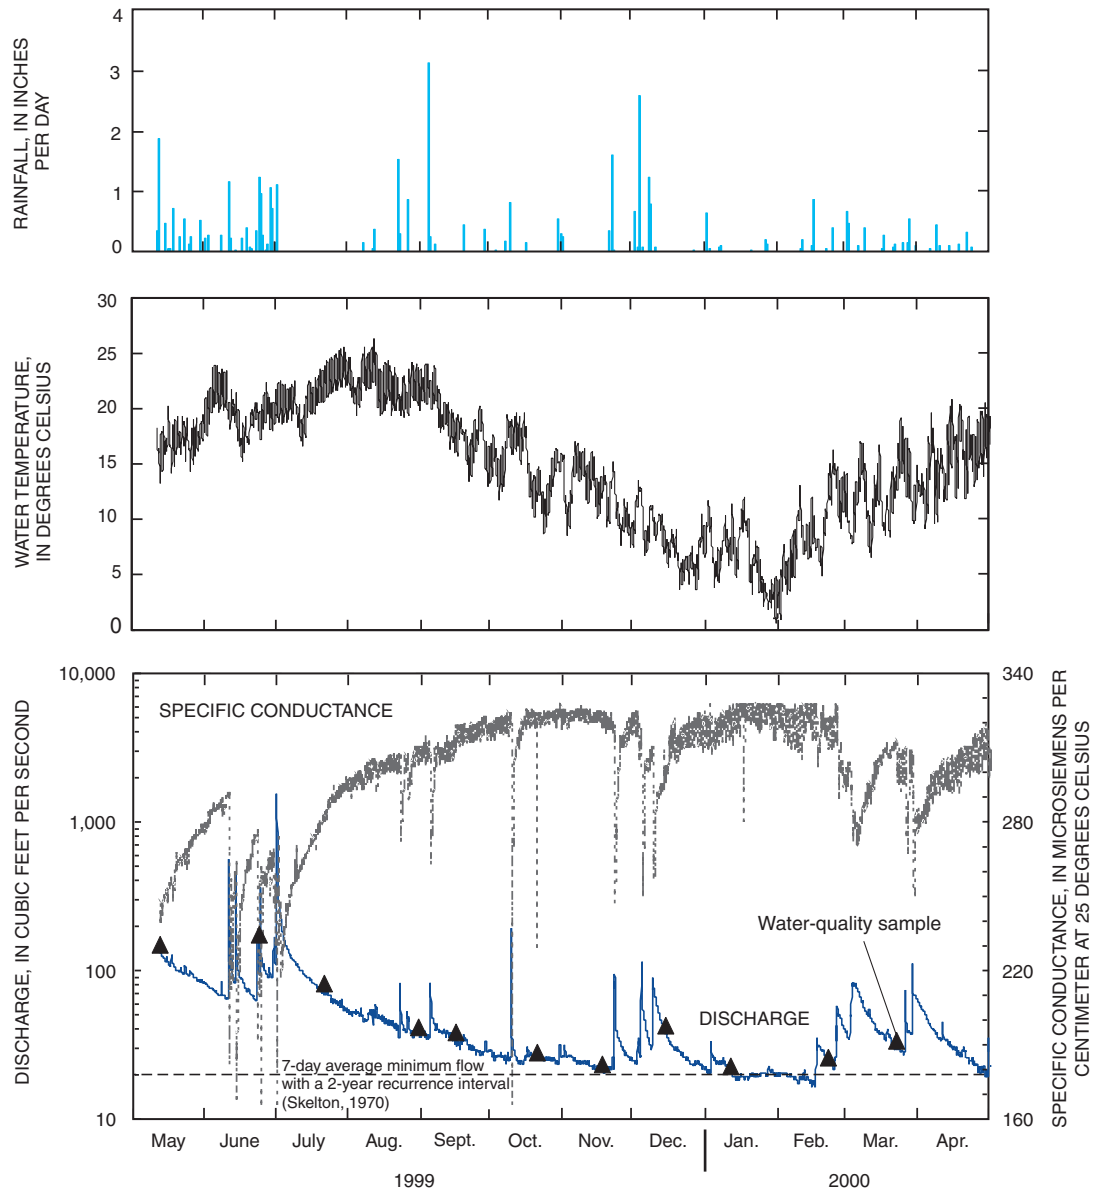 RAINFALL, IN INCHES
PER DAY
4
3
2
1
0
WATER TEMPERATURE,
IN DEGREES CELSIUS
30
25
20
15
10
5
0
DISCHARGE, IN CUBIC FEET PER SECOND
10,000
1,000
100
10
SPECIFIC CONDUCTANCE
Water-quality sample
DISCHARGE
7-day average minimum flow
with a 2-year recurrence interval
(Skelton, 1970)
340
280
220
160
SPECIFIC CONDUCTANCE, IN MICROSIEMENS PER
CENTIMETER AT 25 DEGREES CELSIUS
May June July Aug. Sept. Oct. Nov. Dec. Jan. Feb. Mar. Apr.
1999 2000